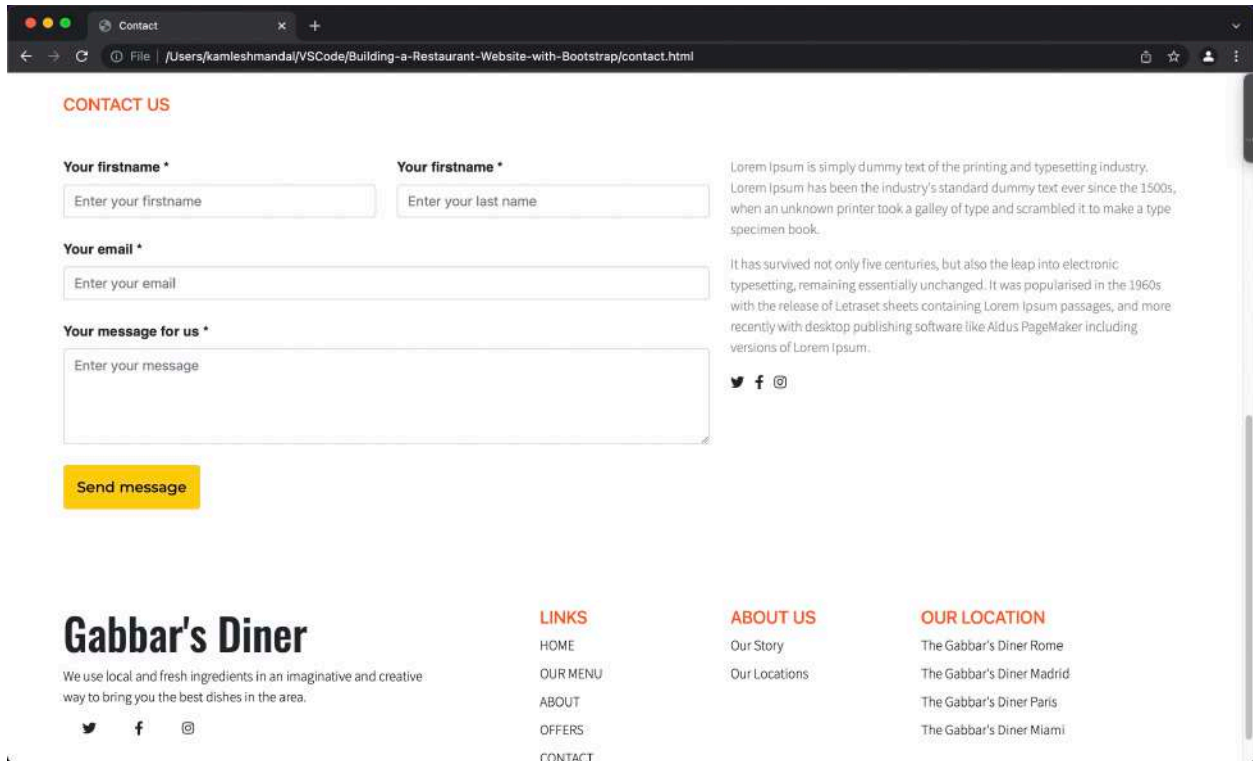 Contact
File | /Users/kamleshmandal/VSCode/Building-a-Restaurant-Website-with-Bootstrap/contact.html
CONTACT US
Your firstname *
Enter your firstname
Your firstname *
Enter your last name
Your email *
Enter your email
Your message for us *
Enter your message
Send message
Lorem Ipsum is simply dummy text of the printing and typesetting industry.
Lorem Ipsum has been the industry's standard dummy text ever since the 1500s,
when an unknown printer took a galley of type and scrambled it to make a type
specimen book.
It has survived not only five centuries, but also the leap into electronic
typesetting, remaining essentially unchanged. It was popularised in the 1960s
with the release of Letraset sheets containing Lorem Ipsum passages, and more
recently with desktop publishing software like Aldus PageMaker including
versions of Lorem Ipsum.
Gabbar's Diner
We use local and fresh ingredients in an imaginative and creative
way to bring you the best dishes in the area.
LINKS
HOME
OUR MENU
ABOUT
OFFERS
CONTACT
ABOUT US
Our Story
Our Locations
OUR LOCATION
The Gabbar's Diner Rome
The Gabbar's Diner Madrid
The Gabbar's Diner Paris
The Gabbar's Diner Miami